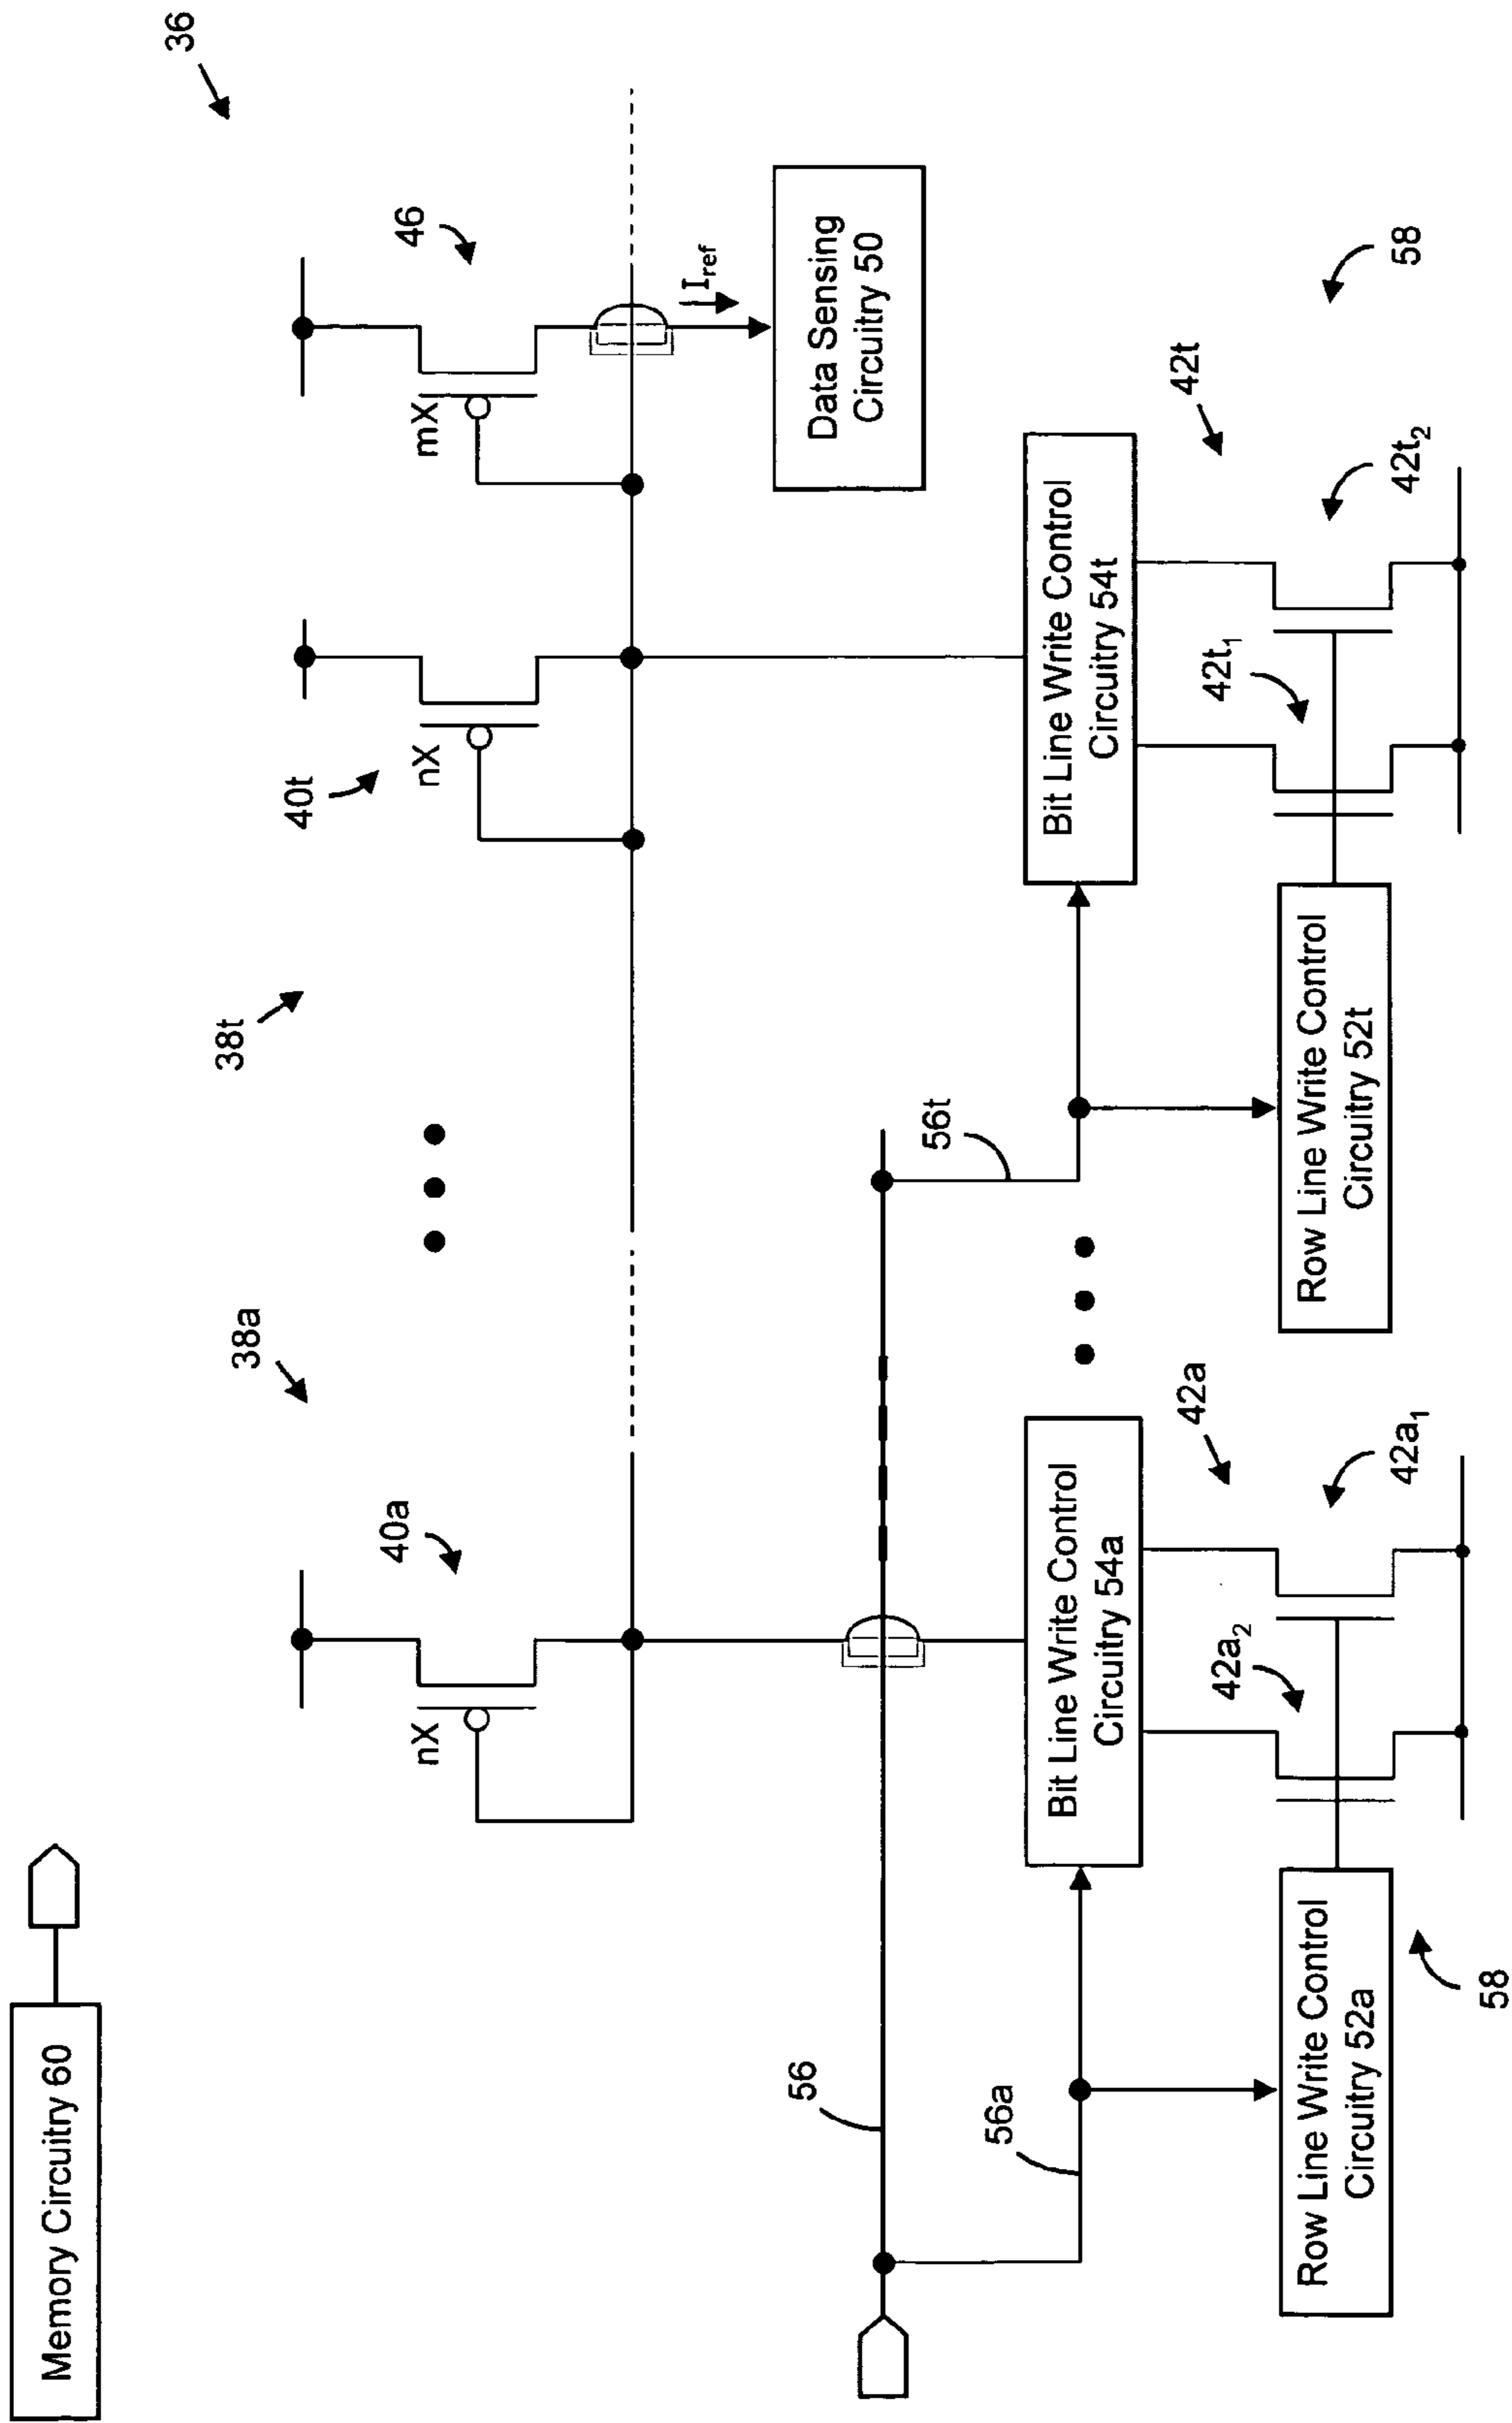 36
46
mX
I_ref
Data Sensing
Circuitry 50
40t
nX
38t
38a
40a
nX
Memory Circuitry 60
56
56a
56t
Bit Line Write Control
Circuitry 54a
Bit Line Write Control
Circuitry 54t
42a
42a₂
42a₁
42t
42t₁
42t₂
Row Line Write Control
Circuitry 52a
Row Line Write Control
Circuitry 52t
58
58